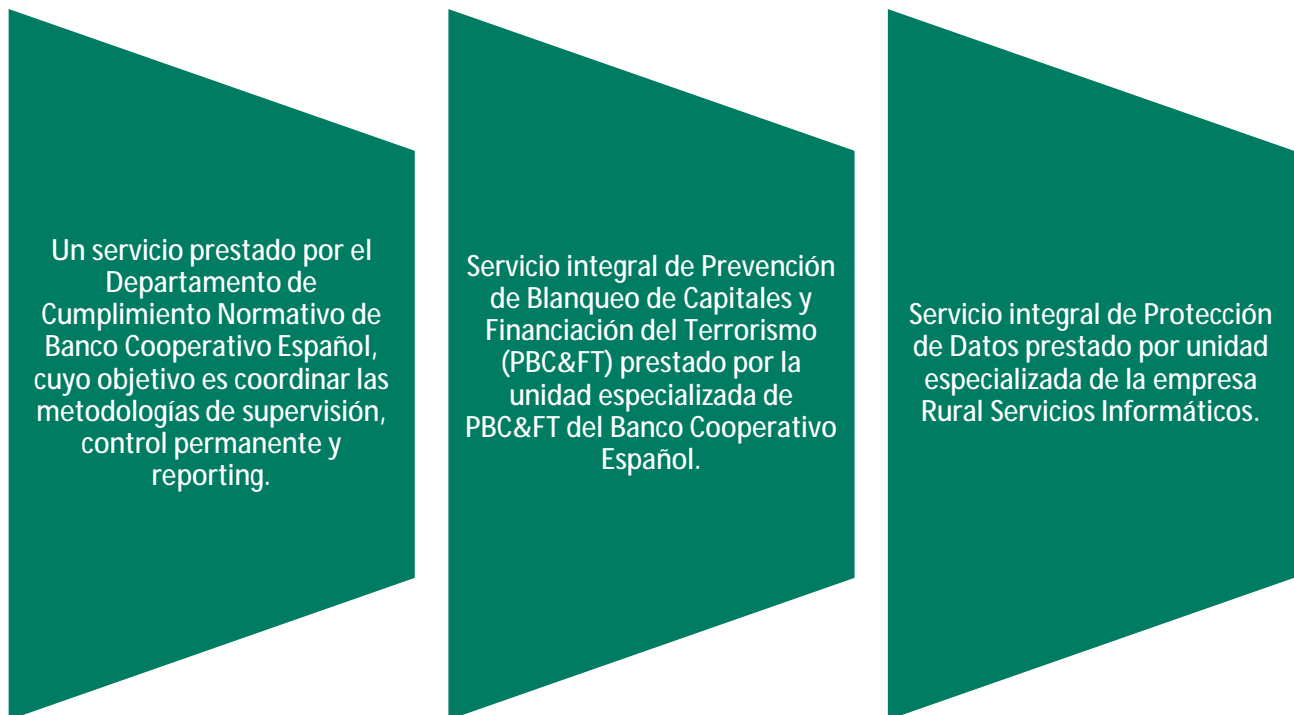 Un servicio prestado por el
Departamento de
Cumplimiento Normativo de
Banco Cooperativo Español,
cuyo objetivo es coordinar las
metodologías de supervisión,
control permanente y
reporting.
Servicio integral de Prevención
de Blanqueo de Capitales y
Financiación del Terrorismo
(PBC&FT) prestado por la
unidad especializada de
PBC&FT del Banco Cooperativo
Español.
Servicio integral de Protección
de Datos prestado por unidad
especializada de la empresa
Rural Servicios Informáticos.